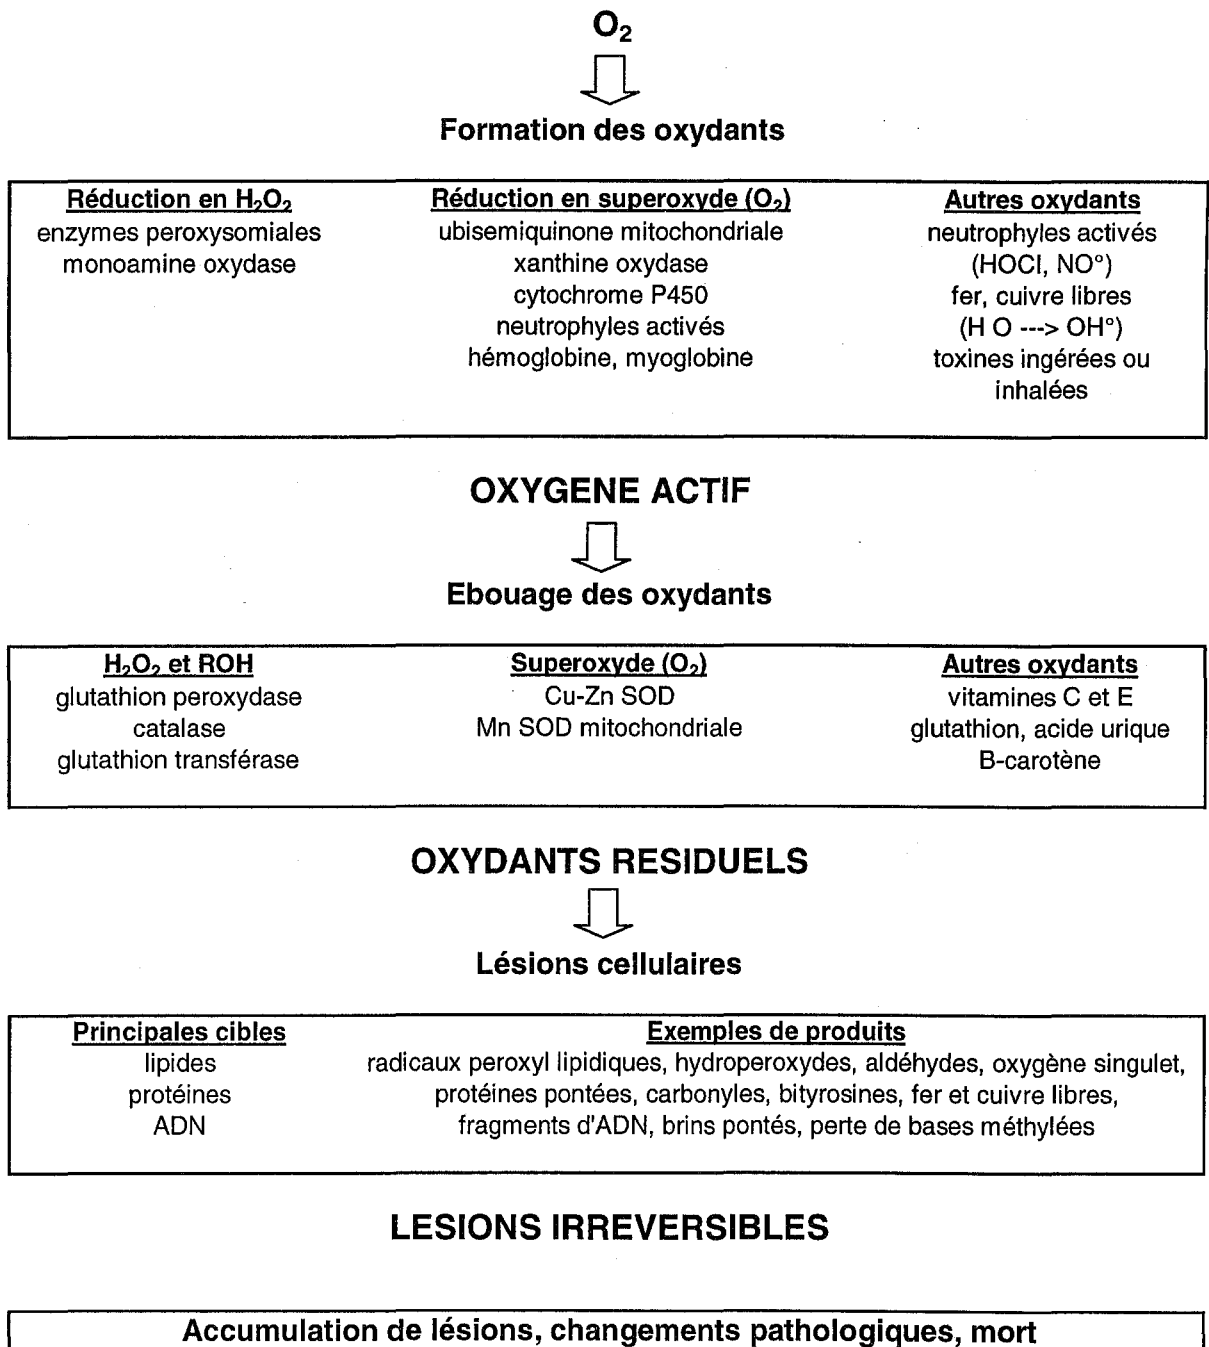 O₂
Formation des oxydants
Réduction en H₂O₂ Réduction en superoxyde (O₂) Autres oxydants
enzymes peroxysomiales ubisemiquinone mitochondriale neutrophyles activés
monoamine oxydase xanthine oxydase (HOCl, NO°)
cytochrome P450 fer, cuivre libres
neutrophyles activés (H O ---> OH°)
hémoglobine, myoglobine toxines ingérées ou
inhalées
OXYGENE ACTIF
Ebouage des oxydants
H₂O₂ et ROH Superoxyde (O₂) Autres oxydants
glutathion peroxydase Cu-Zn SOD vitamines C et E
catalase Mn SOD mitochondriale glutathion, acide urique
glutathion transférase B-carotène
OXYDANTS RESIDUELS
Lésions cellulaires
Principales cibles Exemples de produits
lipides radicaux peroxyl lipidiques, hydroperoxydes, aldéhydes, oxygène singulet,
protéines protéines pontées, carbonyles, bityrosines, fer et cuivre libres,
ADN fragments d'ADN, brins pontés, perte de bases méthylées
LESIONS IRREVERSIBLES
Accumulation de lésions, changements pathologiques, mort